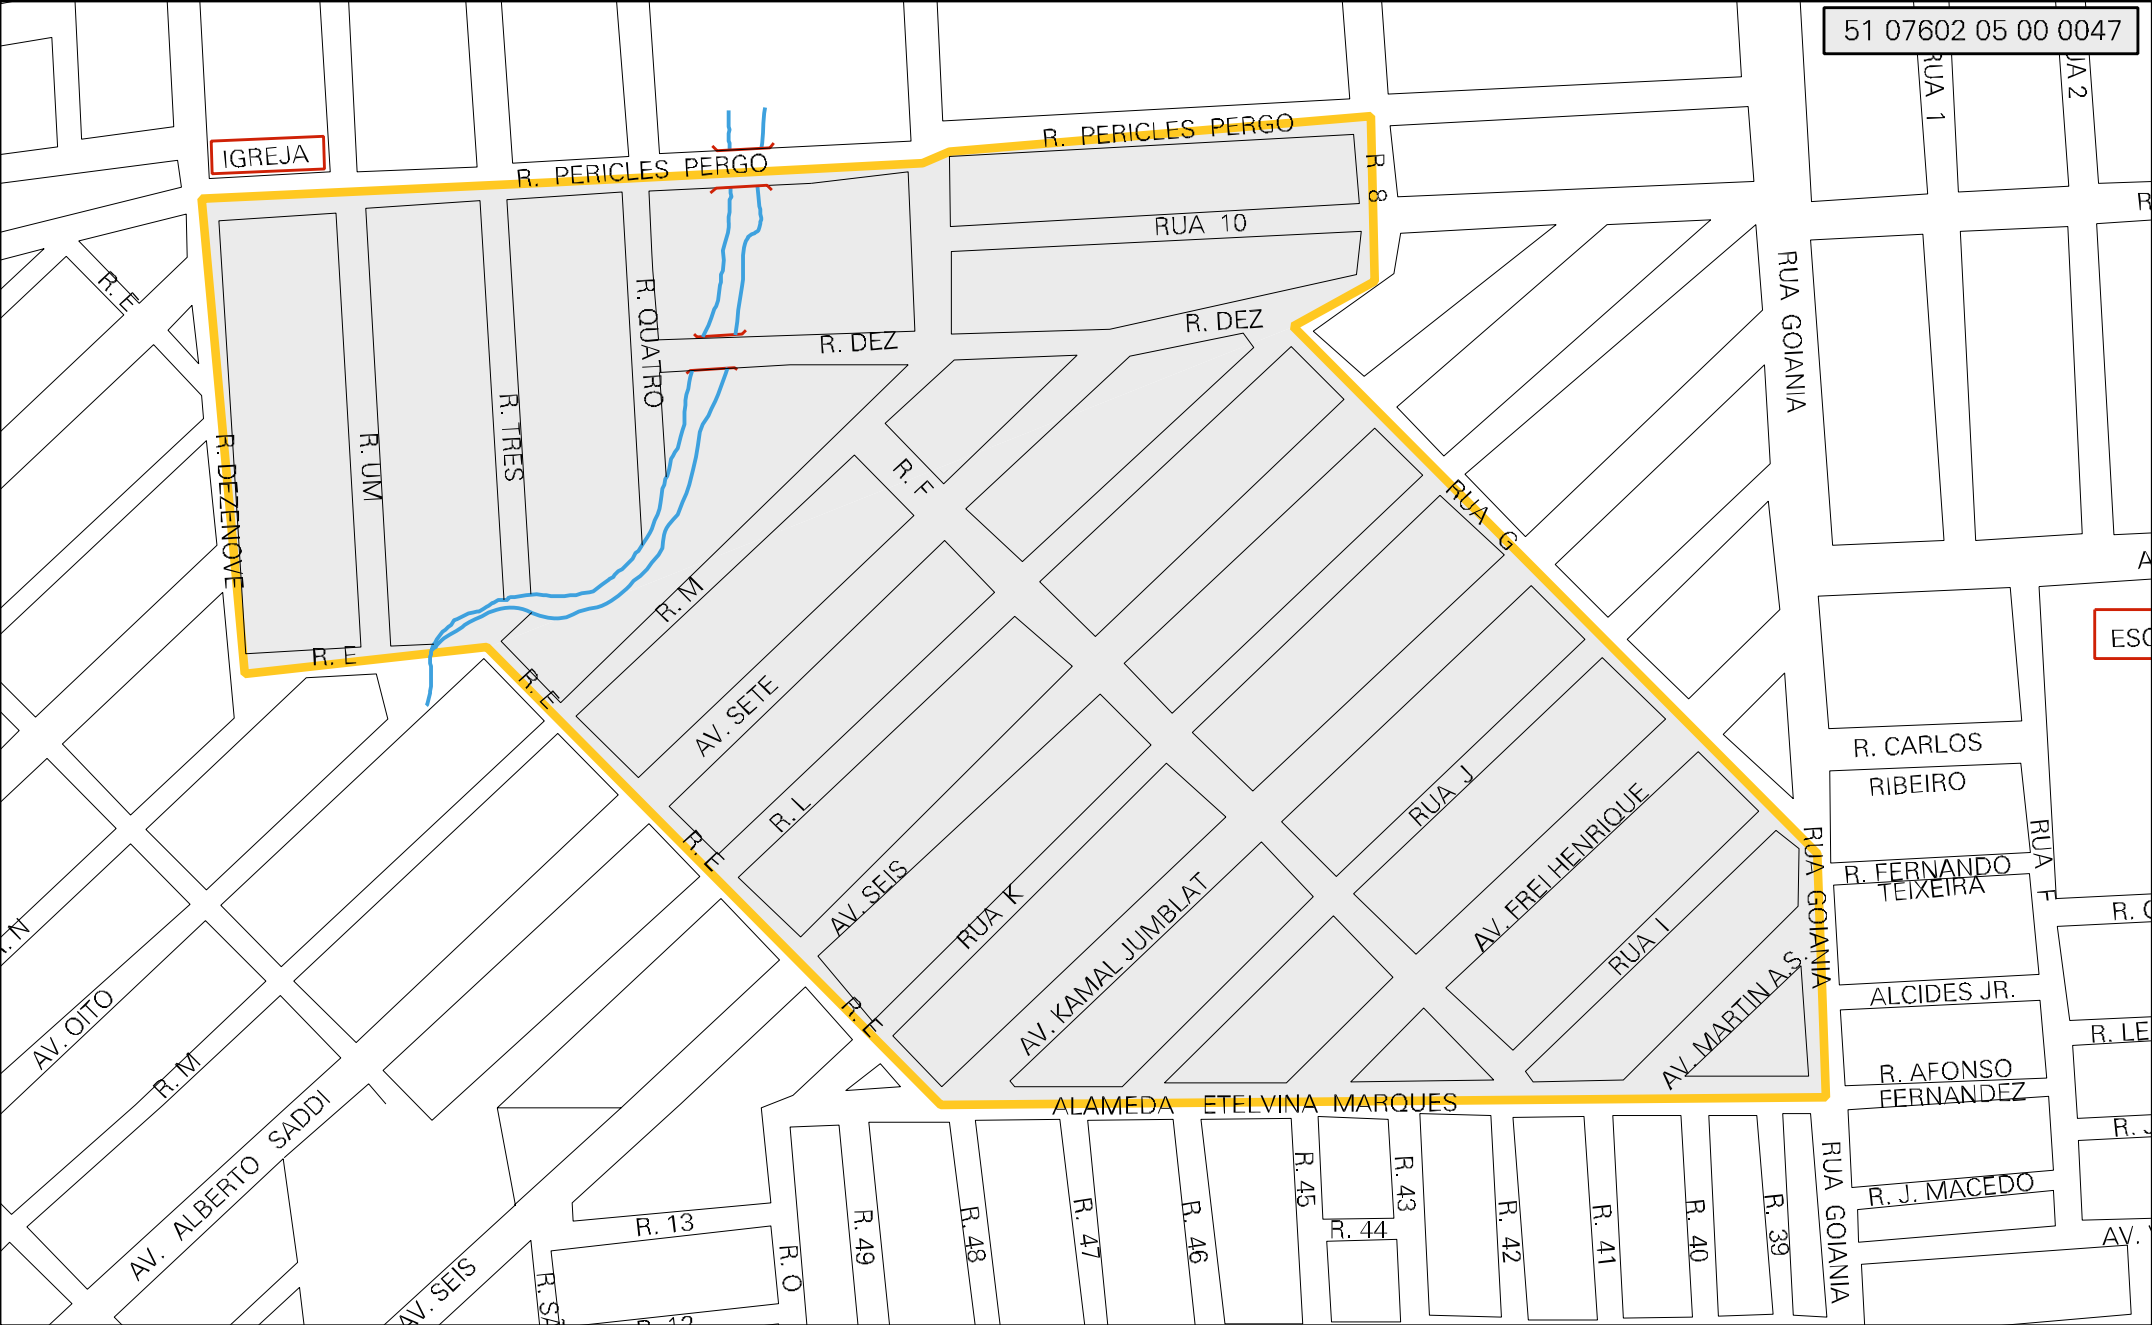 51 07602 05 00 0047
RUA 1
IGREJA
R. PERICLES PERGO
R. PERICLES PERGO
R 8
RUA 10
R. E
R. QUATRO
R. DEZ
R. DEZ
RUA GOIANIA
R. DEZENOVE
R. UM
R. TRES
R. F
RUA G
R. M
R. E
R. E
AV. SETE
R. CARLOS
RIBEIRO
R. L
R. E
RUA J
AV. FREI HENRIQUE
RUA GOIANIA
RUA F
R. FERNANDO
TEIXEIRA
AV. SEIS
RUA K
AV. KAMAL JUMBLAT
RUA I
AV. MARTIN A.S.
ALCIDES JR.
R. E
AV. OITO
R. M
R. AFONSO
FERNANDEZ
ALAMEDA ETELVINA MARQUES
AV. ALBERTO SADDI
R. J. MACEDO
RUA GOIANIA
R. 13
R. O
R. 49
R. 48
R. 47
R. 46
R. 45
R. 44
R. 43
R. 42
R. 41
R. 40
R. 39
AV. SEIS